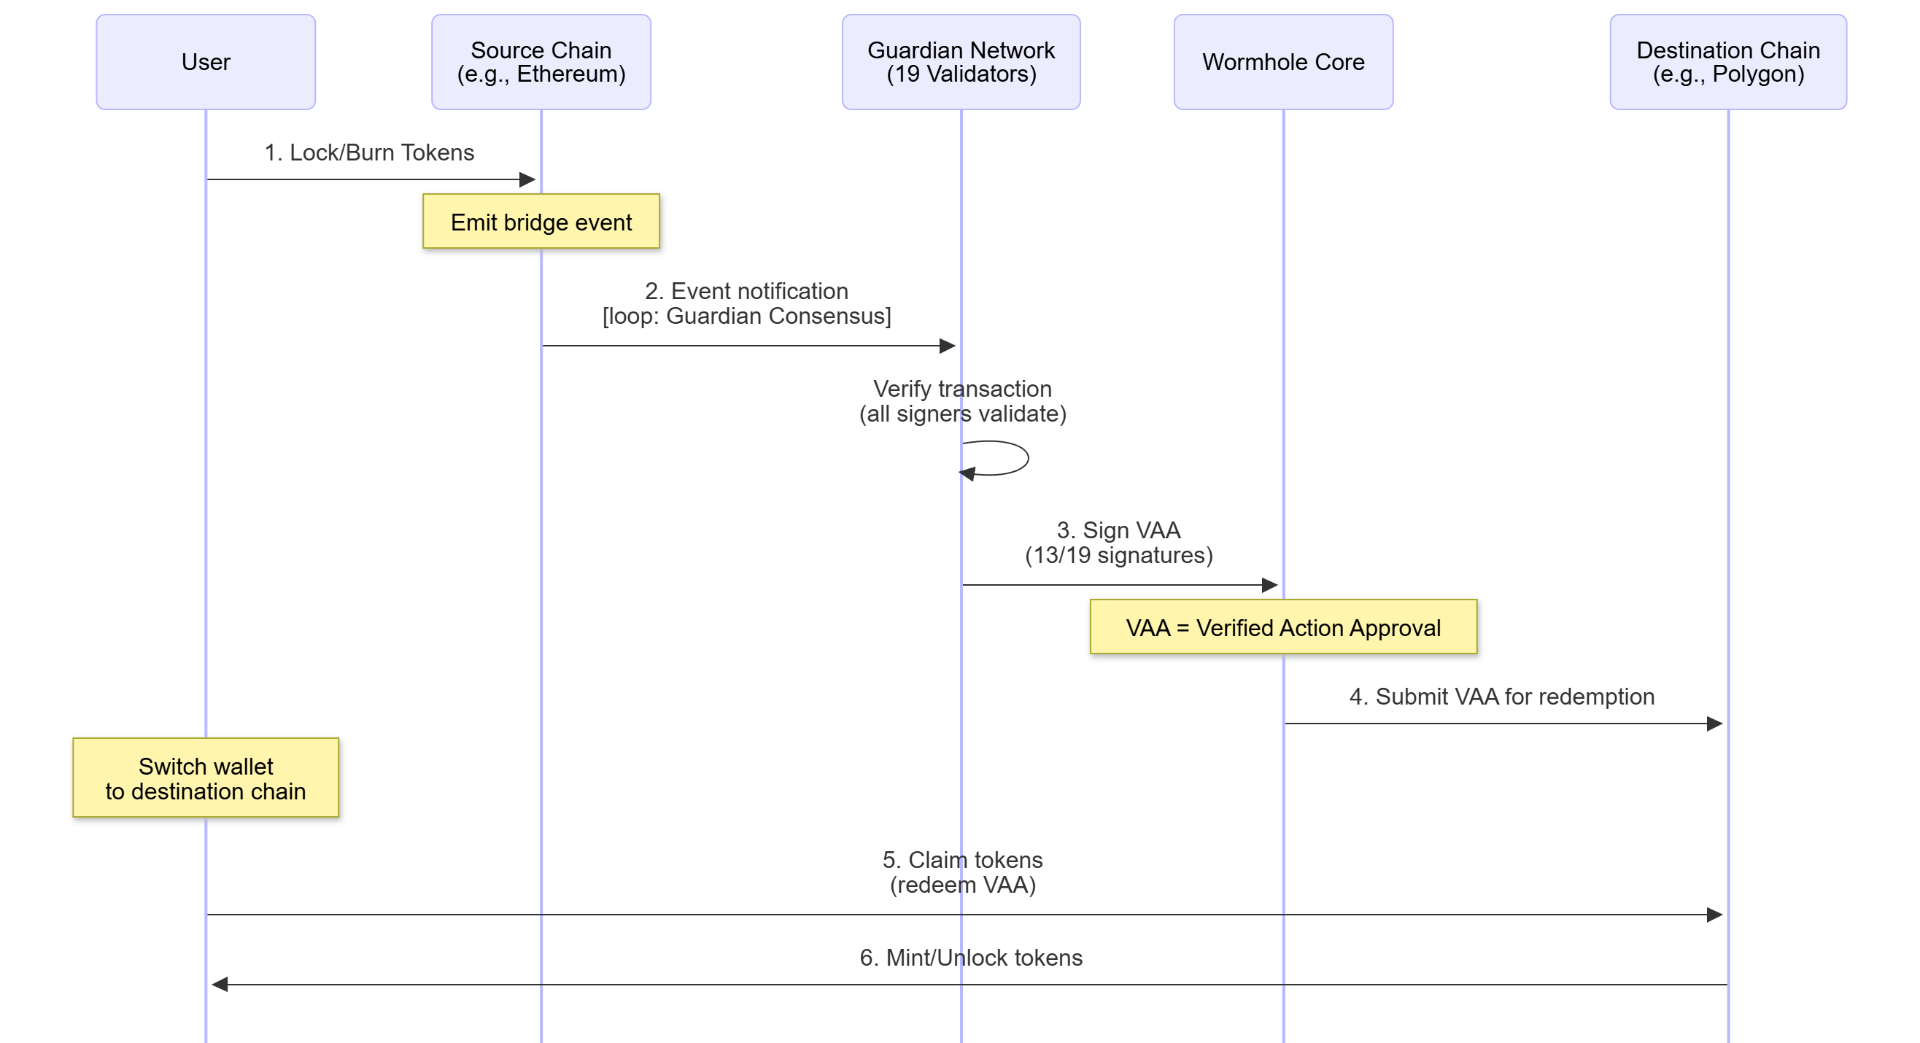 User
Source Chain
(e.g., Ethereum)
Guardian Network
(19 Validators)
Wormhole Core
Destination Chain
(e.g., Polygon)
1. Lock/Burn Tokens
Emit bridge event
2. Event notification
[loop: Guardian Consensus]
Verify transaction
(all signers validate)
3. Sign VAA
(13/19 signatures)
VAA = Verified Action Approval
4. Submit VAA for redemption
Switch wallet
to destination chain
5. Claim tokens
(redeem VAA)
6. Mint/Unlock tokens